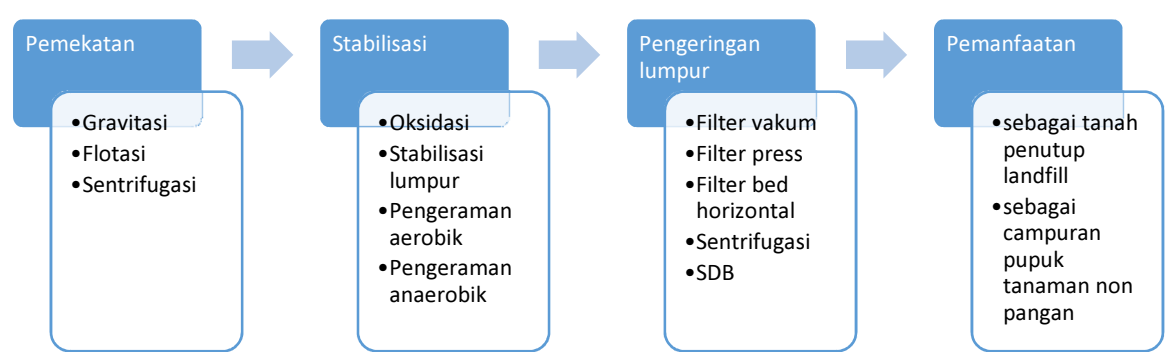 Pemekatan
•Gravitasi
•Flotasi
•Sentrifugasi
Stabilisasi
•Oksidasi
•Stabilisasi
lumpur
•Pengeraman
aerobik
•Pengeraman
anaerobik
Pengeringan
lumpur
•Filter vakum
•Filter press
•Filter bed
horizontal
•Sentrifugasi
•SDB
Pemanfaatan
•sebagai tanah
penutup
landfill
•sebagai
campuran
pupuk
tanaman non
pangan